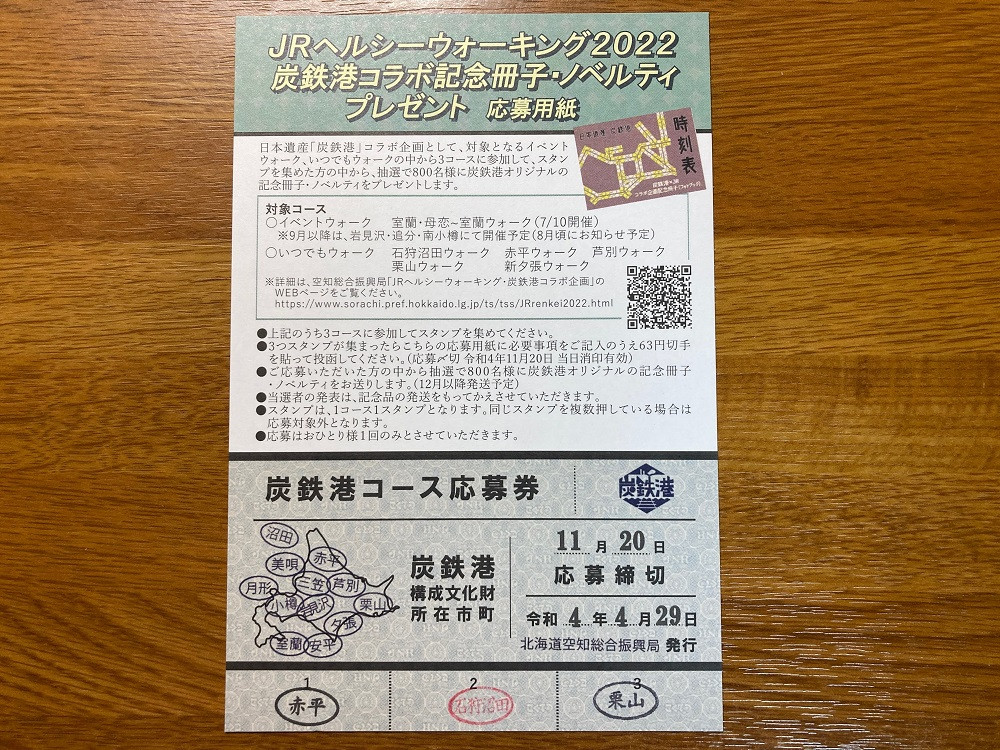 JRヘルシーウォーキング2022
炭鉄港コラボ記念冊子・ノベルティ
プレゼント 応募用紙
日本遺産「炭鉄港」コラボ企画として、対象となるイベント
ウォーク、いつでもウォークの中から3コースに参加して、スタン
プを集めた方の中から、抽選で800名様に炭鉄港オリジナルの
記念冊子・ノベルティをプレゼントします。
日本遺産 炭鉄港
時刻表
炭鉄港×JR
コラボ企画記念冊子(フォトブック)
対象コース
○イベントウォーク 室蘭・母恋~室蘭ウォーク(7/10開催)
※9月以降は、岩見沢・追分・南小樽にて開催予定(8月頃にお知らせ予定)
○いつでもウォーク 石狩沼田ウォーク 赤平ウォーク 芦別ウォーク
栗山ウォーク 新夕張ウォーク
※詳細は、空知総合振興局「JRヘルシーウォーキング・炭鉄港コラボ企画」の
WEBページをご覧ください。
https://www.sorachi.pref.hokkaido.lg.jp/ts/tss/JRrenkei2022.html
●上記のうち3コースに参加してスタンプを集めてください。
●3つスタンプが集まったらこちらの応募用紙に必要事項をご記入のうえ63円切手
を貼って投函してください。(応募〆切 令和4年11月20日 当日消印有効)
●ご応募いただいた方の中から抽選で800名様に炭鉄港オリジナルの記念冊子
・ノベルティをお送りします。(12月以降発送予定)
●当選者の発表は、記念品の発送をもってかえさせていただきます。
●スタンプは、1コース1スタンプとなります。同じスタンプを複数押している場合は
応募対象外となります。
●応募はおひとり様1回のみとさせていただきます。
炭鉄港コース応募券
炭鉄港
沼田
美唄
赤平
月形
三笠
芦別
小樽
岩見沢
栗山
夕張
室蘭
安平
炭鉄港
構成文化財
所在市町
11月20日
応募締切
令和4年4月29日
北海道空知総合振興局 発行
1
赤平
2
石狩沼田
3
栗山